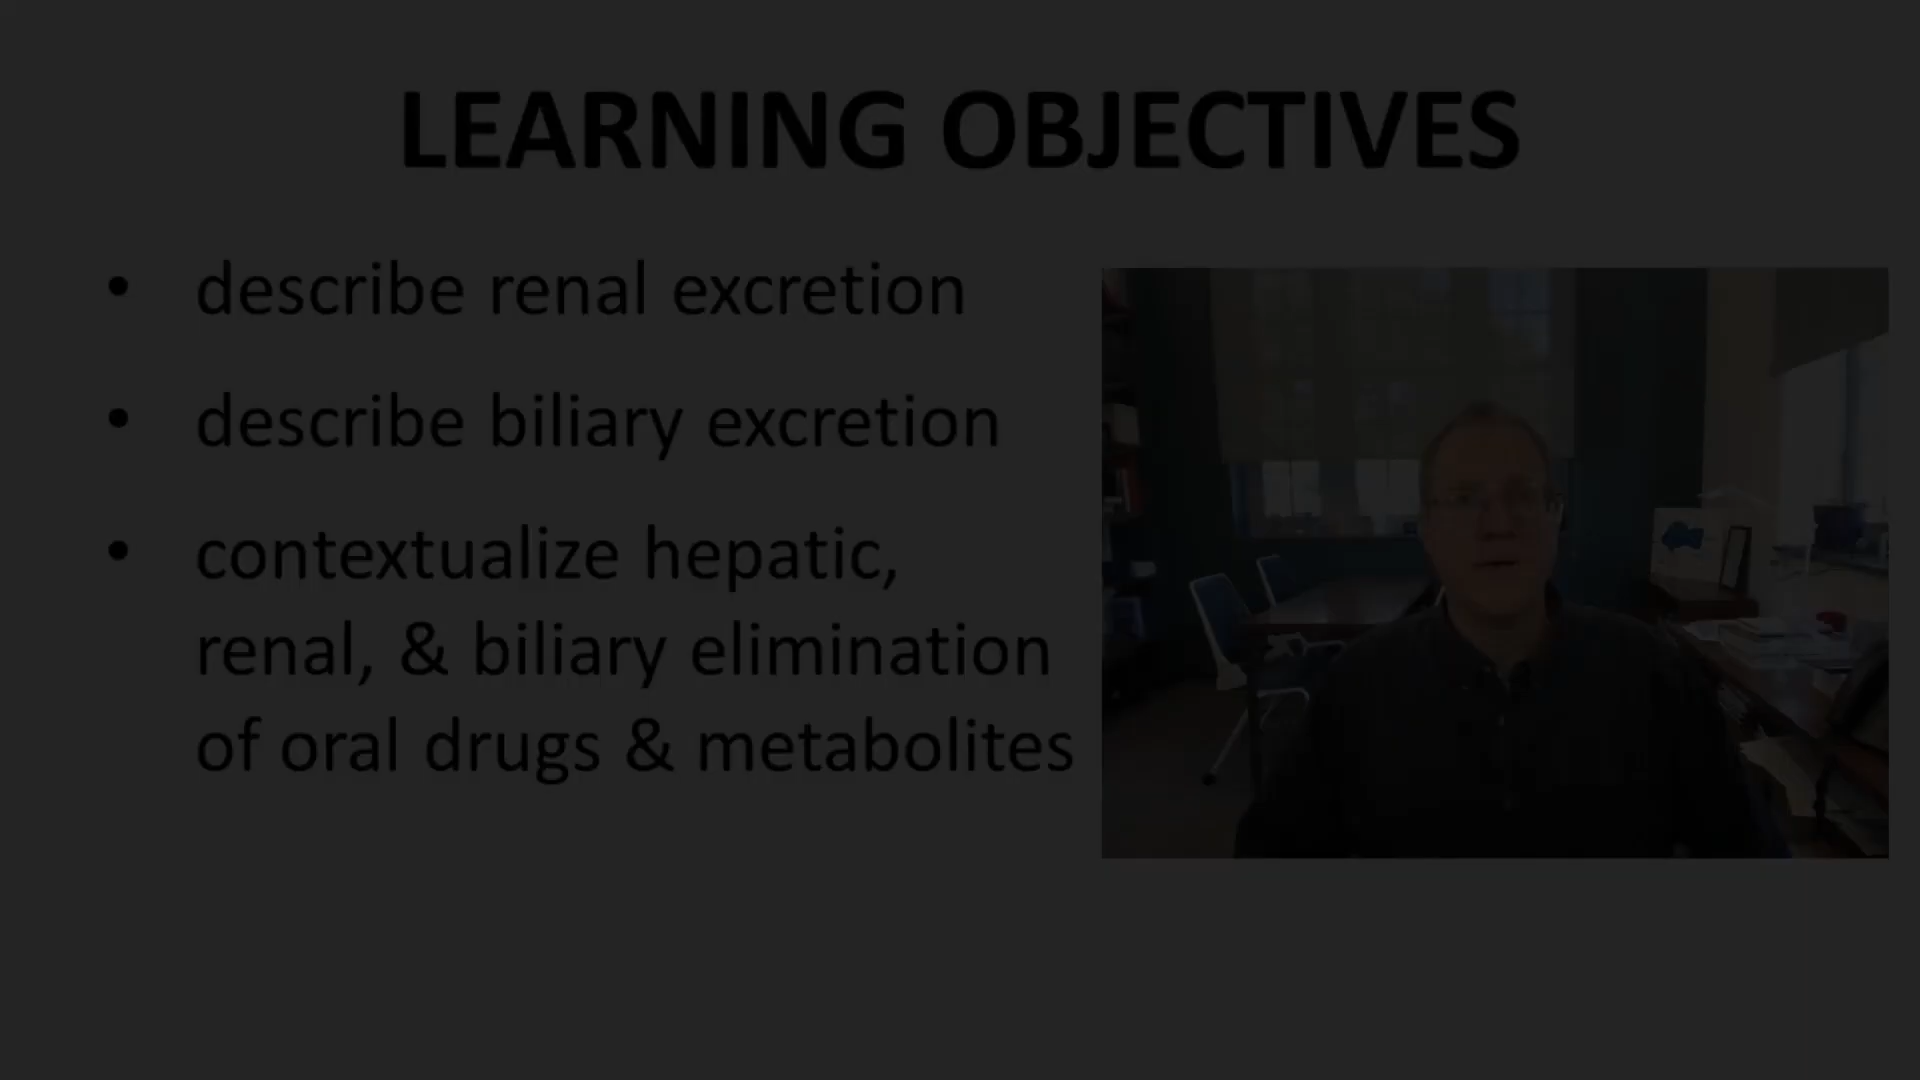 LEARNING OBJECTIVES
• describe renal excretion
• describe biliary excretion
• contextualize hepatic,
renal, & biliary elimination
of oral drugs & metabolites